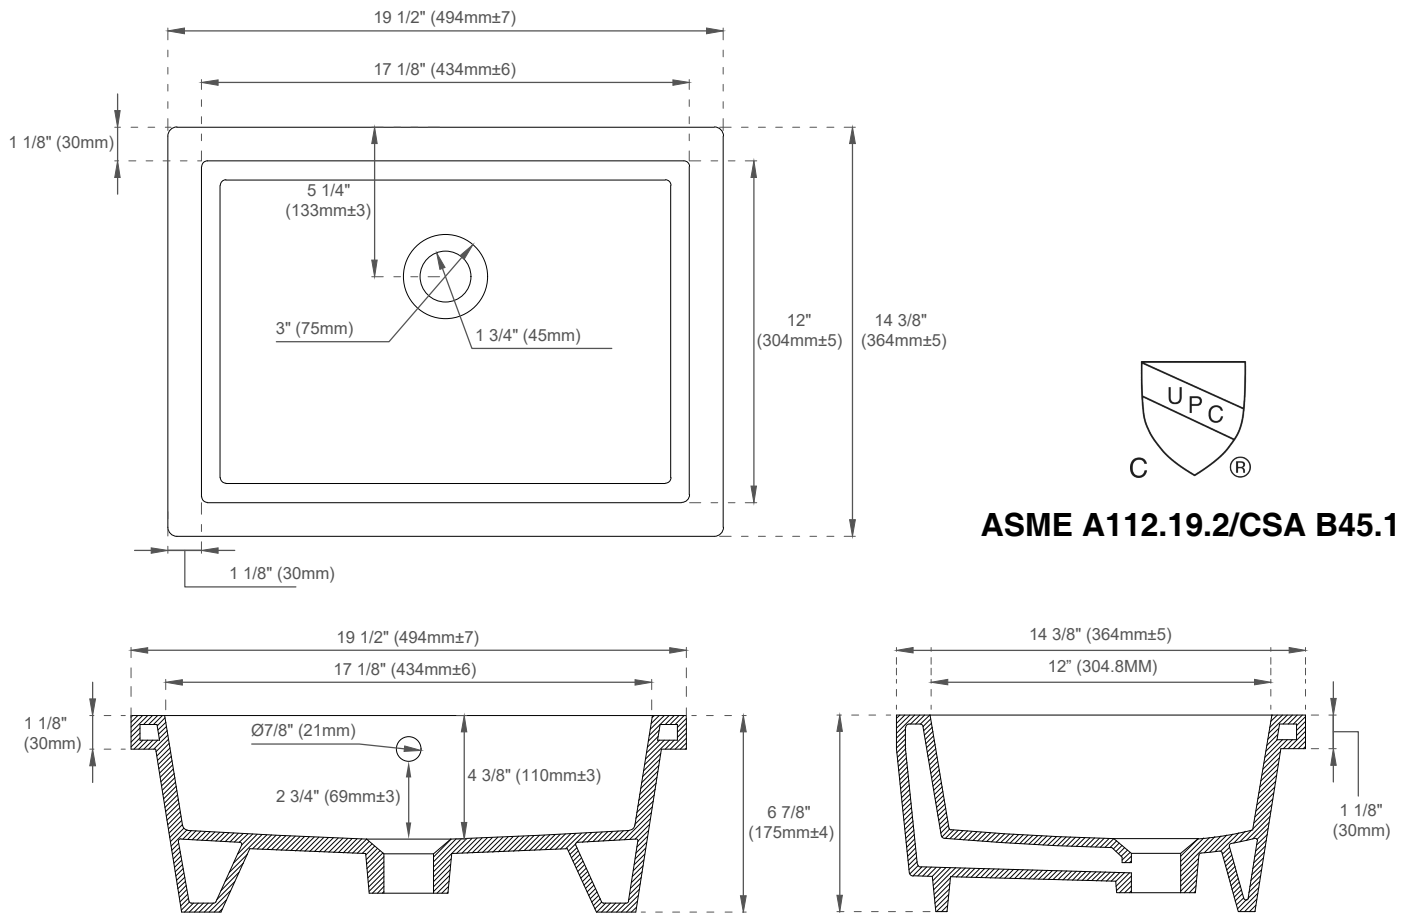 19 1/2" (494mm±7)
17 1/8" (434mm±6)
1 1/8" (30mm)
5 1/4"
(133mm±3)
3" (75mm)
1 3/4" (45mm)
12"
(304mm±5)
14 3/8"
(364mm±5)
1 1/8" (30mm)
UPC
C ®
ASME A112.19.2/CSA B45.1
19 1/2" (494mm±7)
17 1/8" (434mm±6)
1 1/8"
(30mm)
Ø7/8" (21mm)
4 3/8" (110mm±3)
2 3/4" (69mm±3)
6 7/8"
(175mm±4)
14 3/8" (364mm±5)
12” (304.8MM)
1 1/8"
(30mm)